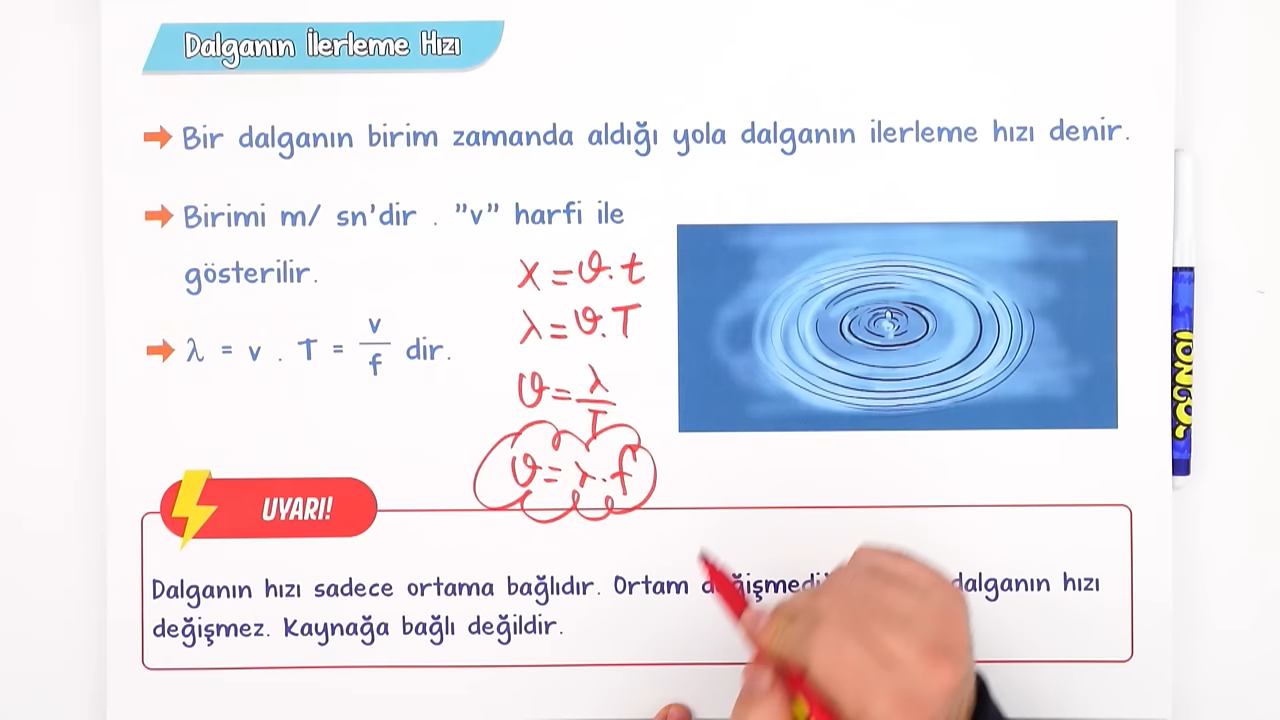 Dalganın İlerleme Hızı
Bir dalganın birim zamanda aldığı yola dalganın ilerleme hızı denir.
Birimi m/ sn'dir . "v" harfi ile
gösterilir.
λ = v . T = v/f dir.
x = ϑ.t
λ = ϑ.T
ϑ = λ/T
ϑ = λ.f
UYARI!
Dalganın hızı sadece ortama bağlıdır. Ortam dalganın hızı
değişmez. Kaynağa bağlı değildir.